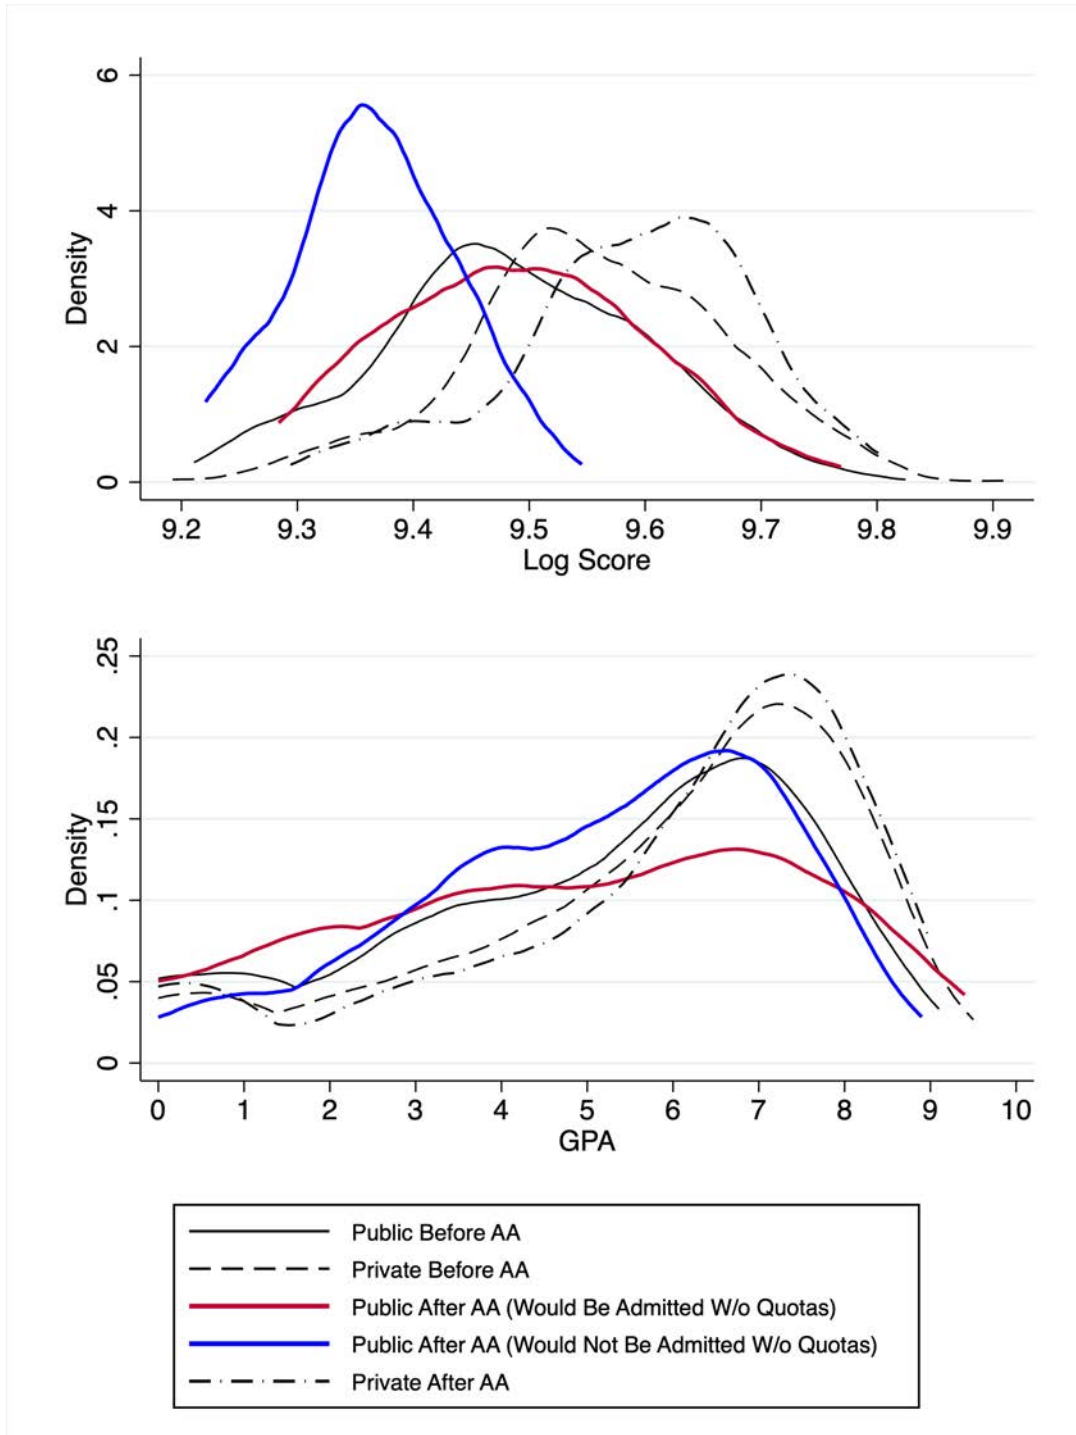 6
4
2
0
Density
9.2 9.3 9.4 9.5 9.6 9.7 9.8 9.9
Log Score
.25
.2
.15
.1
.05
0
Density
0 1 2 3 4 5 6 7 8 9 10
GPA
Public Before AA
Private Before AA
Public After AA (Would Be Admitted W/o Quotas)
Public After AA (Would Not Be Admitted W/o Quotas)
Private After AA